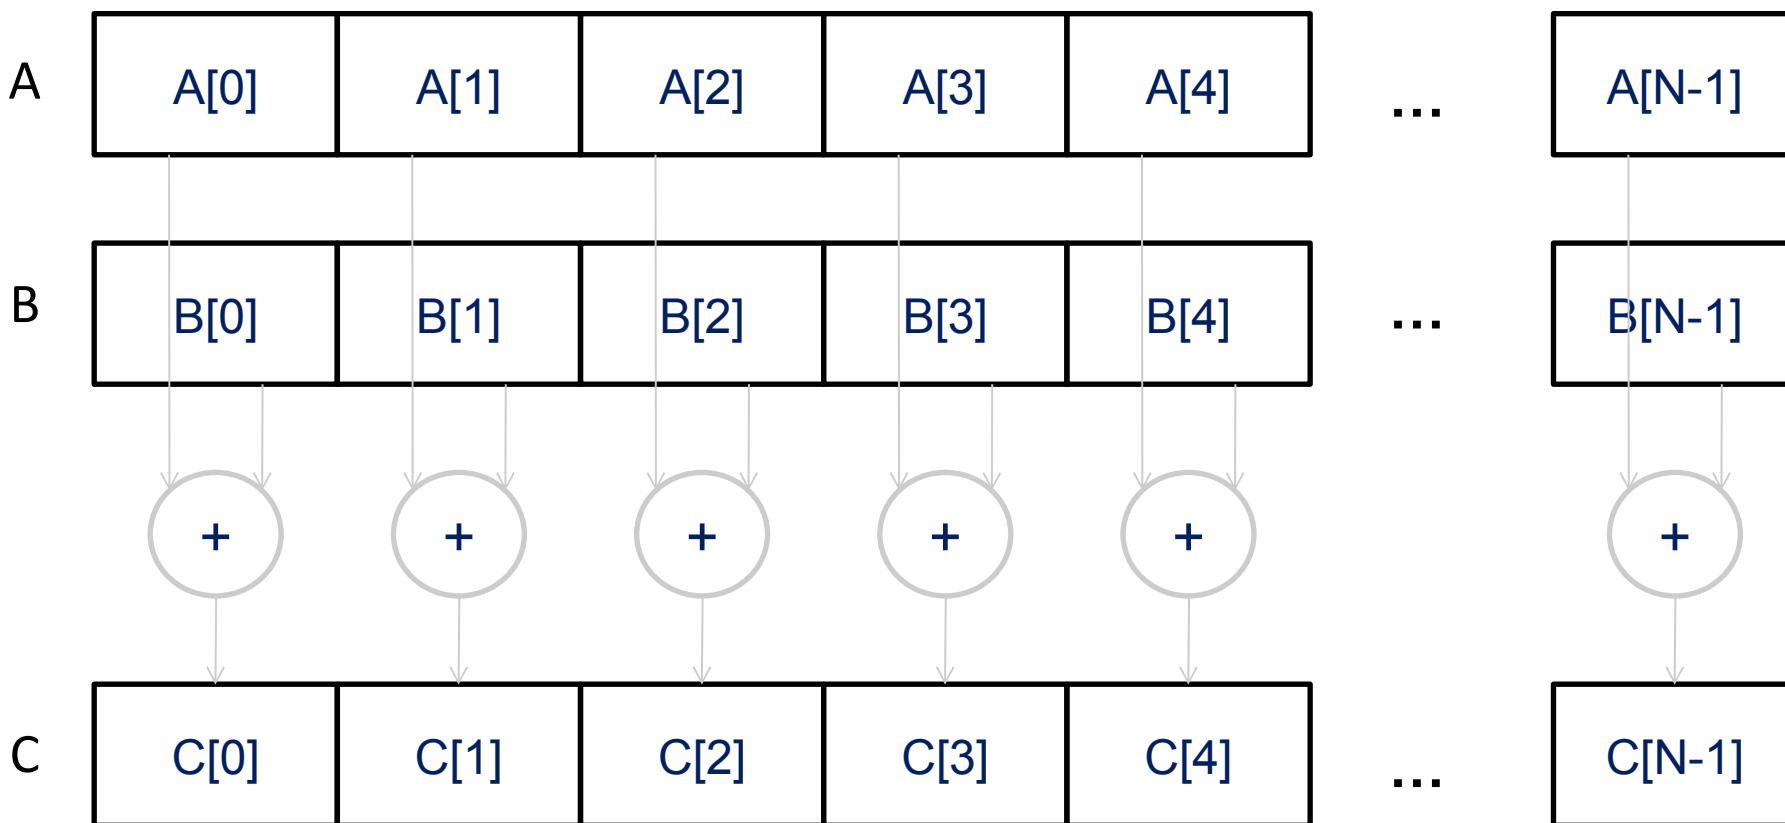 A A[0] A[1] A[2] A[3] A[4] ... A[N-1]
B B[0] B[1] B[2] B[3] B[4] ... B[N-1]
+ + + + + +
C C[0] C[1] C[2] C[3] C[4] ... C[N-1]